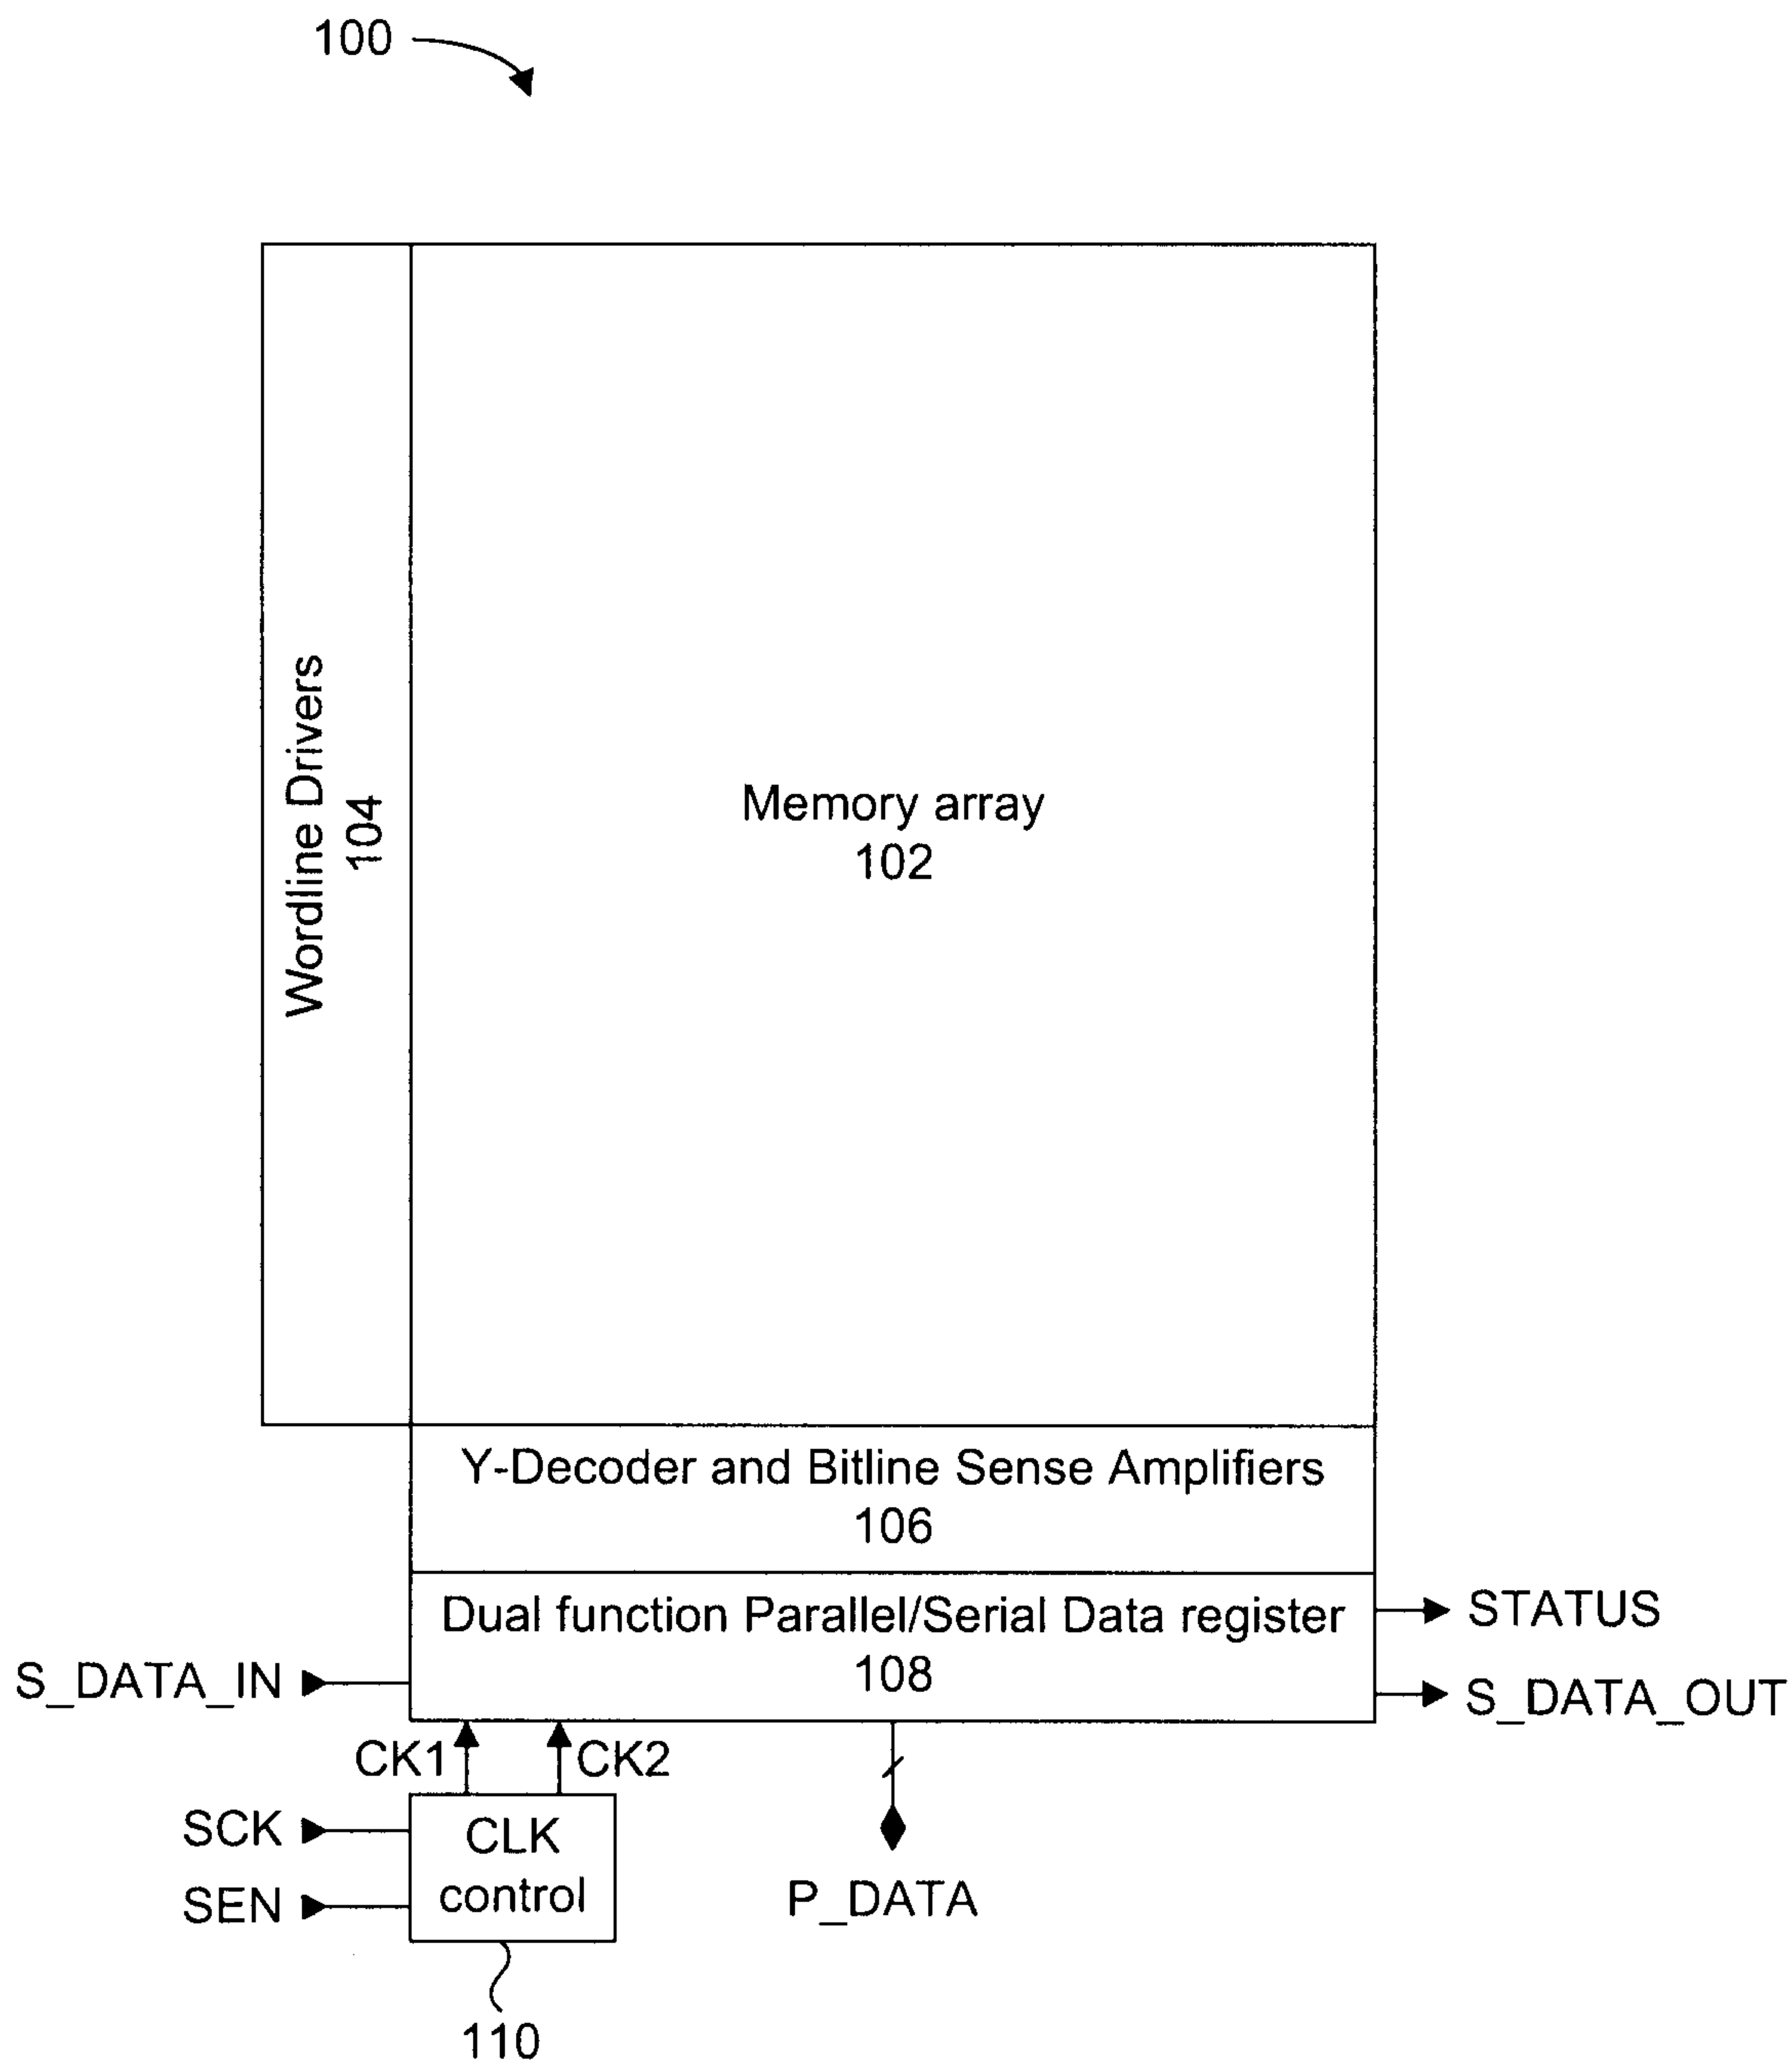 100
Wordline Drivers
104
Memory array
102
Y-Decoder and Bitline Sense Amplifiers
106
Dual function Parallel/Serial Data register
108
STATUS
S_DATA_IN
S_DATA_OUT
CK1
CK2
SCK
CLK
control
SEN
P_DATA
110